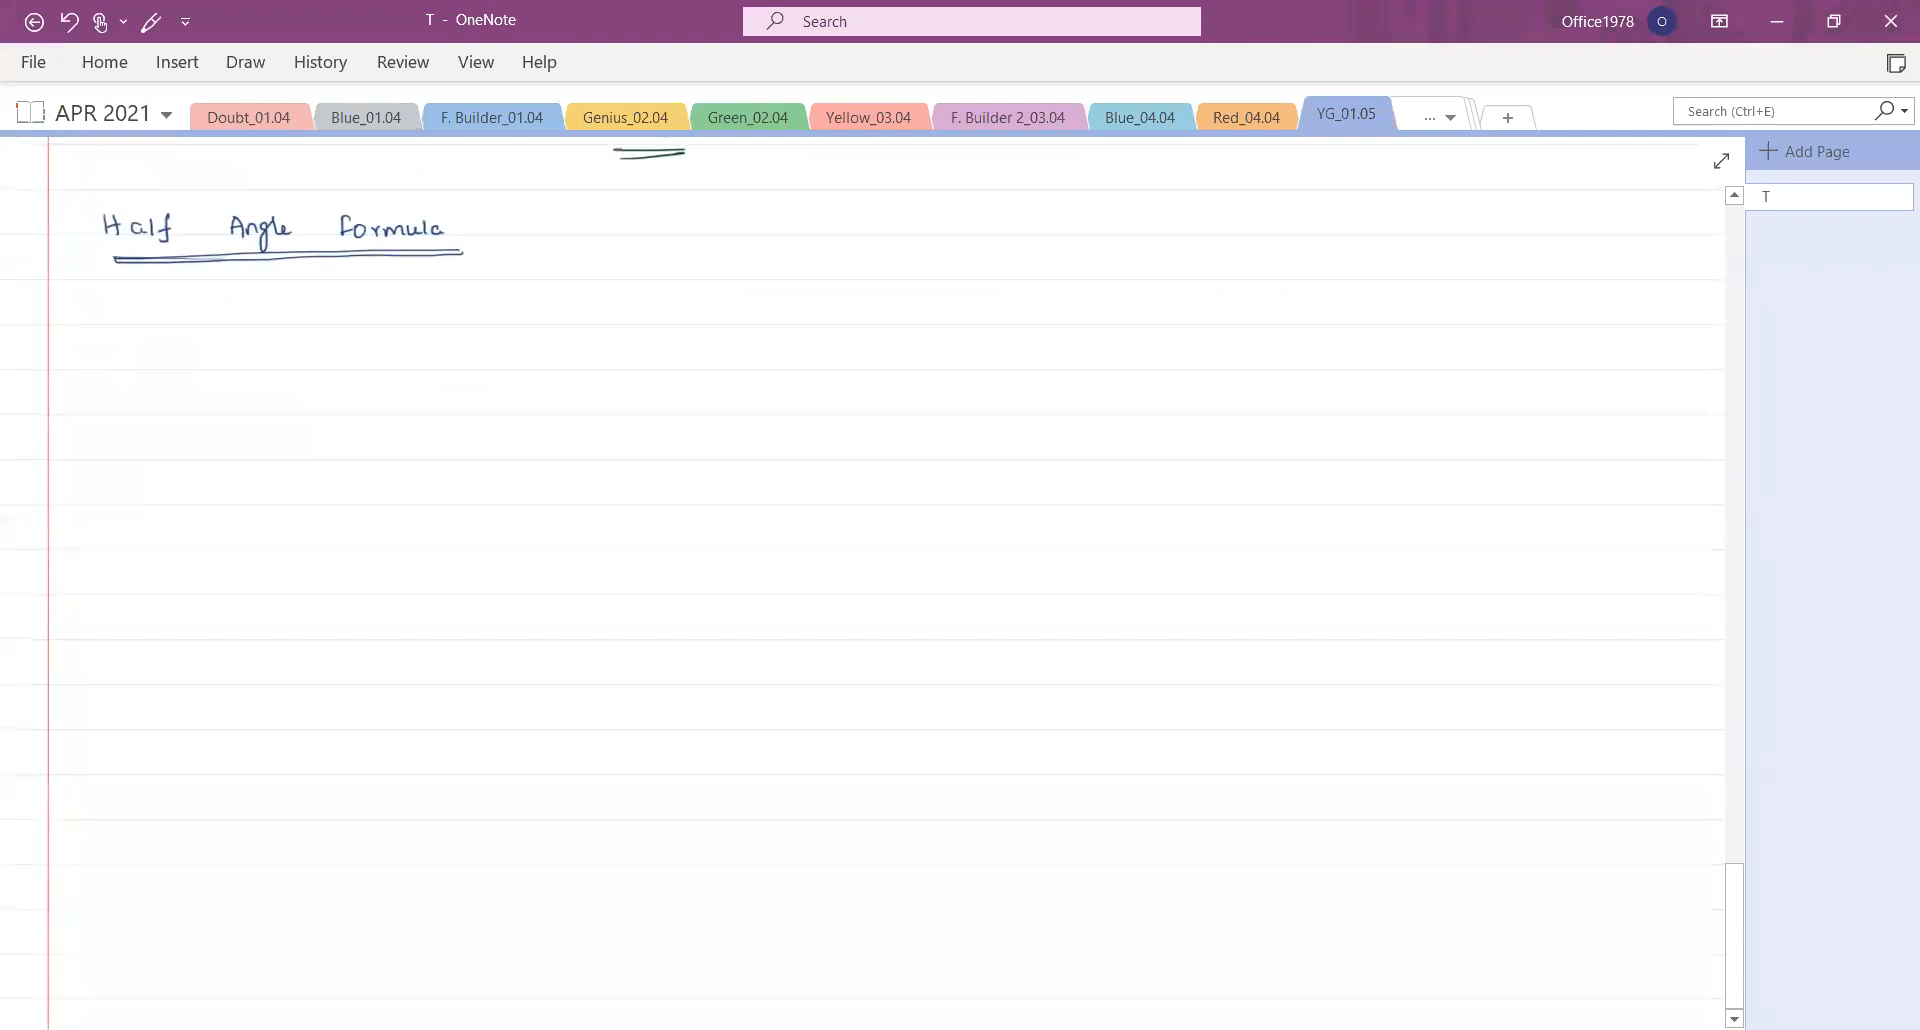 T - OneNote
Search
Office1978
O
File Home Insert Draw History Review View Help
APR 2021
Doubt_01.04
Blue_01.04
F. Builder_01.04
Genius_02.04
Green_02.04
Yellow_03.04
F. Builder 2_03.04
Blue_04.04
Red_04.04
YG_01.05
...
+
Search (Ctrl+E)
Add Page
T
Half Angle Formula